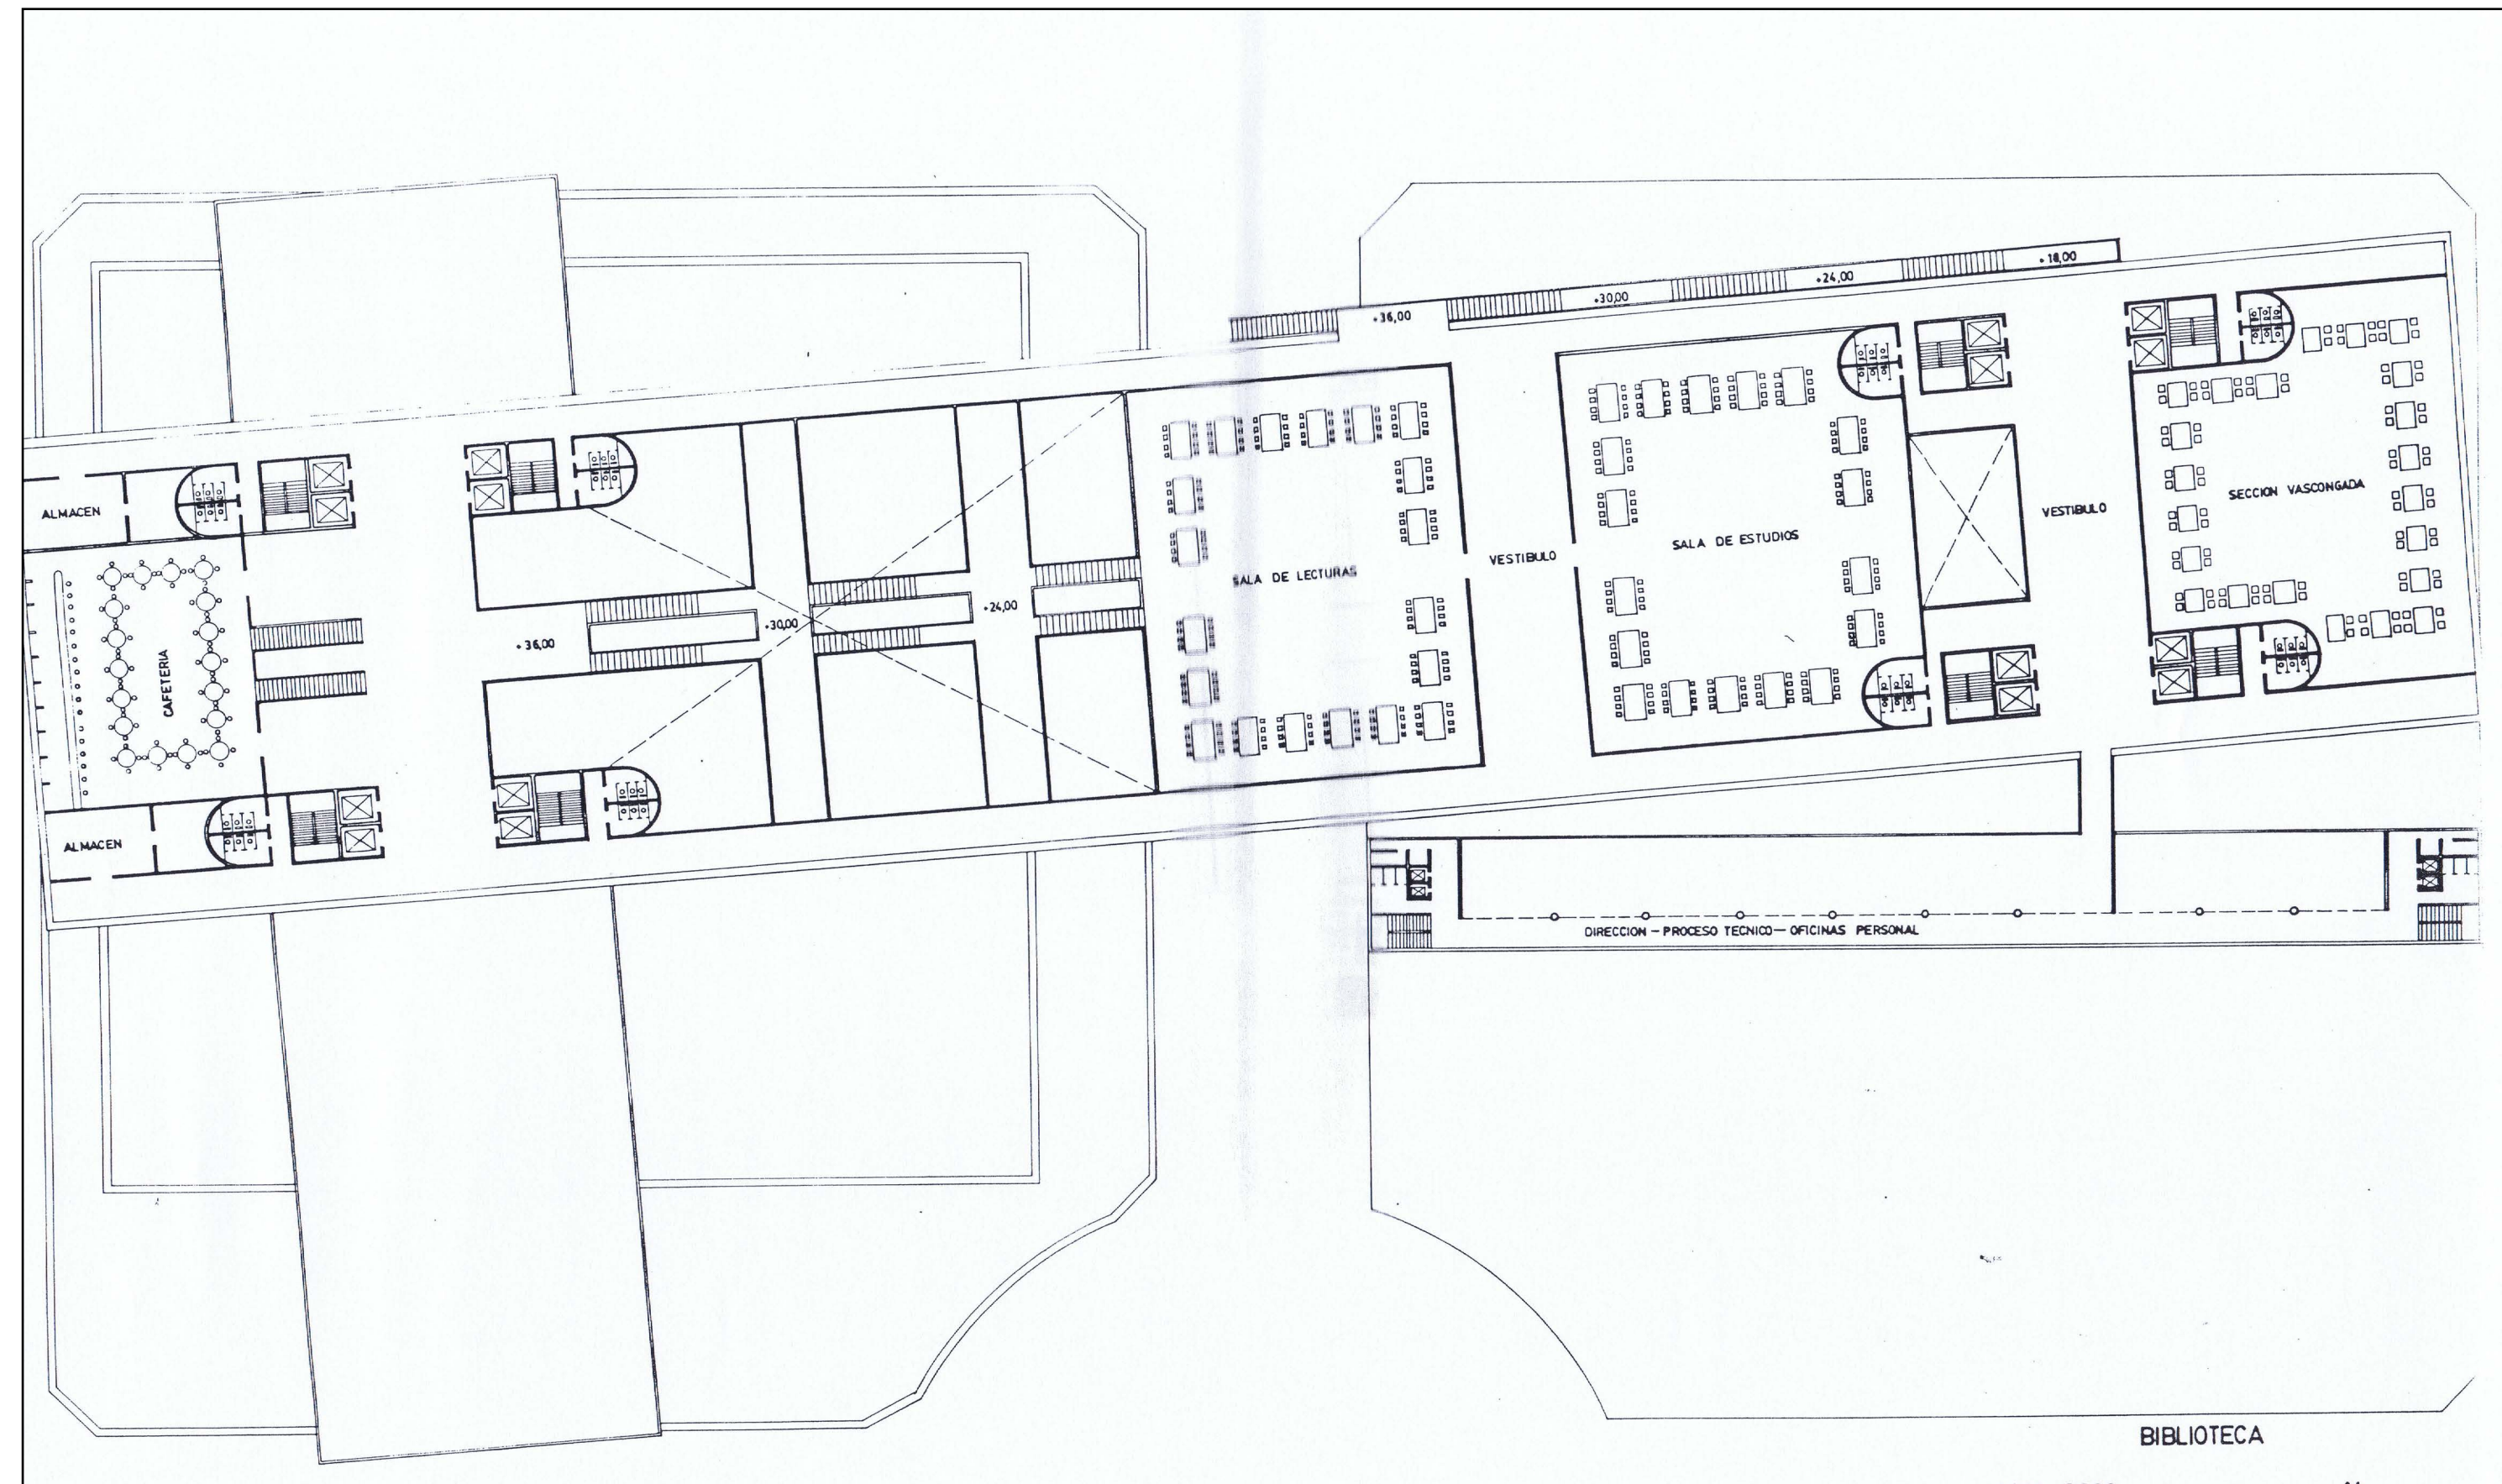 +18,00
+24,00
+30,00
+36,00
ALMACEN
CAFETERIA
ALMACEN
+36,00
+30,00
+24,00
SALA DE LECTURAS
VESTIBULO
SALA DE ESTUDIOS
VESTIBULO
SECCION VASCONGADA
DIRECCION - PROCESO TECNICO - OFICINAS PERSONAL
BIBLIOTECA